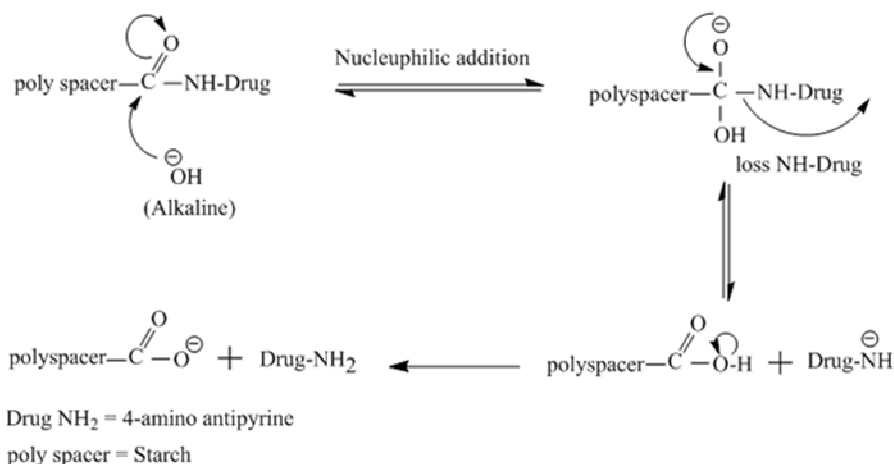 O
poly spacer—C—NH-Drug
⊖
OH
(Alkaline)
Nucleuphilic addition
⊖
O
polyspacer—C—NH-Drug
OH
loss NH-Drug
O
polyspacer—C—O⊖ + Drug-NH₂
O
polyspacer—C—O-H + Drug-NH⊖
Drug NH₂ = 4-amino antipyrine
poly spacer = Starch